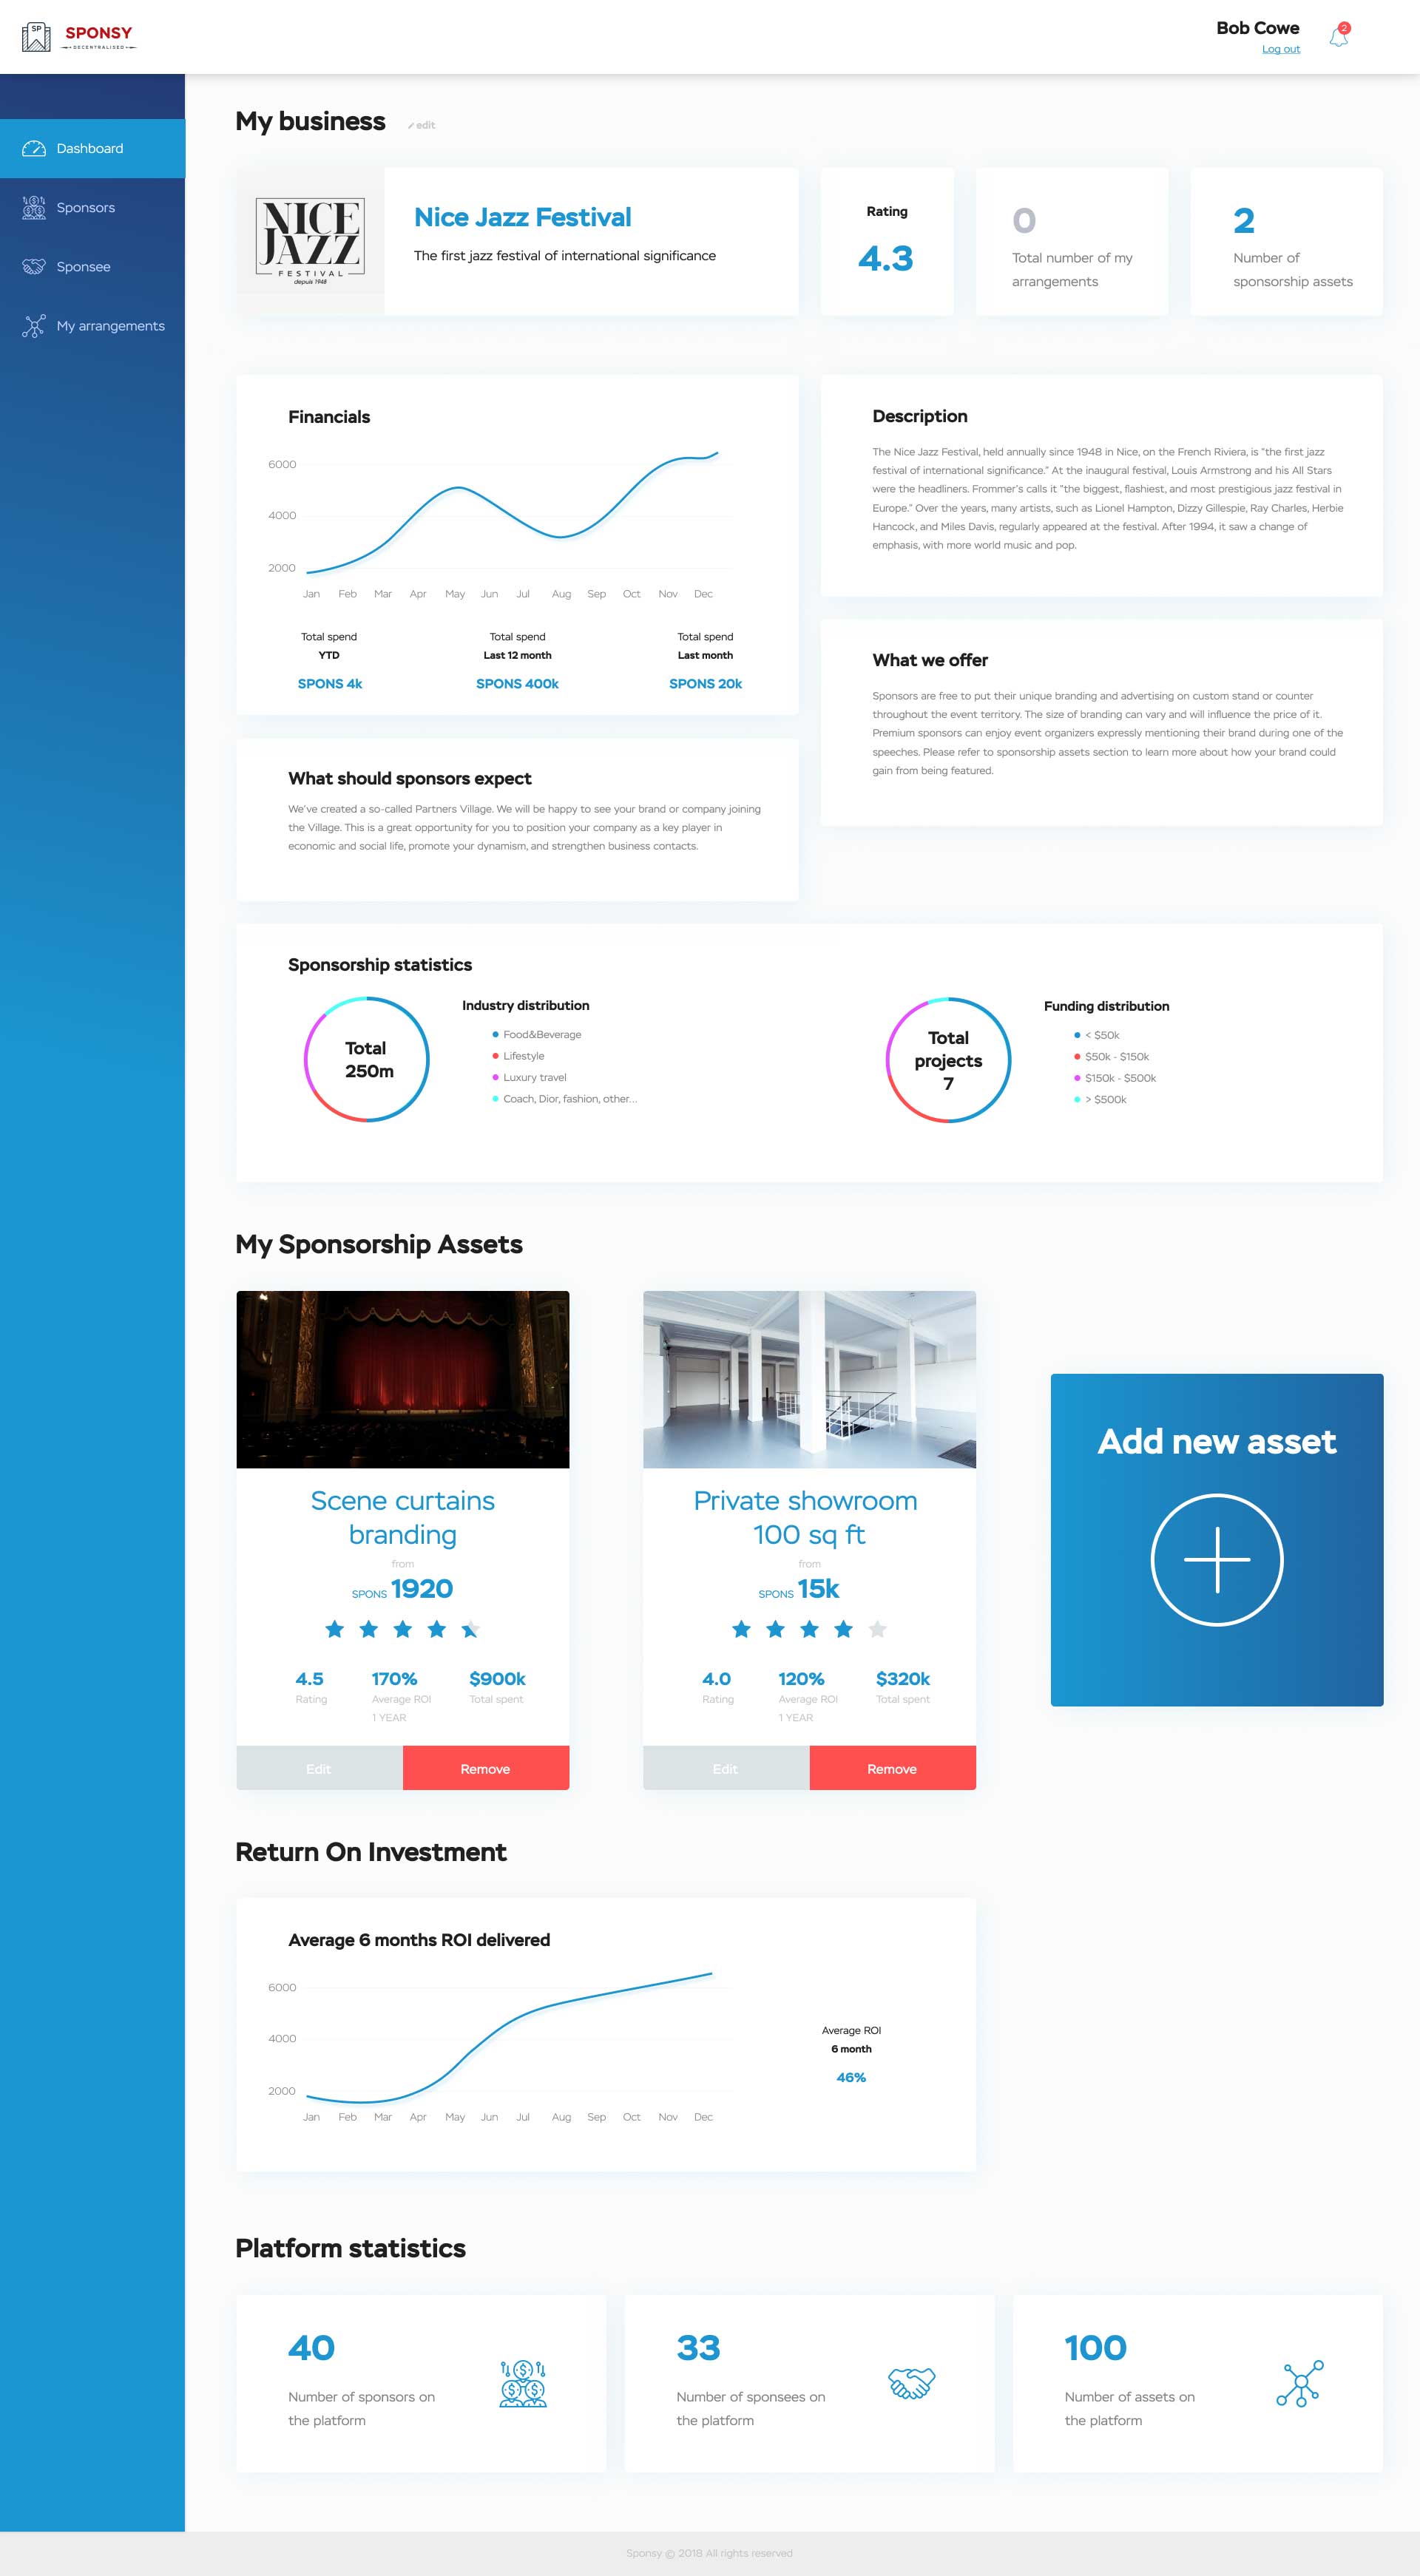 SP
SPONSY
DECENTRALISED
Bob Cowe
Log out
2
Dashboard
Sponsors
Sponsee
My arrangements
My business
edit
NICE
JAZZ
FESTIVAL
depuis 1948
Nice Jazz Festival
The first jazz festival of international significance
Rating
4.3
0
Total number of my
arrangements
2
Number of
sponsorship assets
Financials
6000
4000
2000
Jan Feb Mar Apr May Jun Jul Aug Sep Oct Nov Dec
Total spend
YTD
SPONS 4k
Total spend
Last 12 month
SPONS 400k
Total spend
Last month
SPONS 20k
Description
The Nice Jazz Festival, held annually since 1948 in Nice, on the French Riviera, is "the first jazz
festival of international significance." At the inaugural festival, Louis Armstrong and his All Stars
were the headliners. Frommer's calls it "the biggest, flashiest, and most prestigious jazz festival in
Europe." Over the years, many artists, such as Lionel Hampton, Dizzy Gillespie, Ray Charles, Herbie
Hancock, and Miles Davis, regularly appeared at the festival. After 1994, it saw a change of
emphasis, with more world music and pop.
What we offer
Sponsors are free to put their unique branding and advertising on custom stand or counter
throughout the event territory. The size of branding can vary and will influence the price of it.
Premium sponsors can enjoy event organizers expressly mentioning their brand during one of the
speeches. Please refer to sponsorship assets section to learn more about how your brand could
gain from being featured.
What should sponsors expect
We've created a so-called Partners Village. We will be happy to see your brand or company joining
the Village. This is a great opportunity for you to position your company as a key player in
economic and social life, promote your dynamism, and strengthen business contacts.
Sponsorship statistics
Total
250m
Industry distribution
Food&Beverage
Lifestyle
Luxury travel
Coach, Dior, fashion, other...
Total
projects
7
Funding distribution
< $50k
$50k - $150k
$150k - $500k
> $500k
My Sponsorship Assets
Scene curtains
branding
from
SPONS 1920
4.5 170% $900k
Rating Average ROI Total spent
1 YEAR
Edit Remove
Private showroom
100 sq ft
from
SPONS 15k
4.0 120% $320k
Rating Average ROI Total spent
1 YEAR
Edit Remove
Add new asset
Return On Investment
Average 6 months ROI delivered
6000
4000
2000
Jan Feb Mar Apr May Jun Jul Aug Sep Oct Nov Dec
Average ROI
6 month
46%
Platform statistics
40
Number of sponsors on
the platform
33
Number of sponsees on
the platform
100
Number of assets on
the platform
Sponsy © 2018 All rights reserved